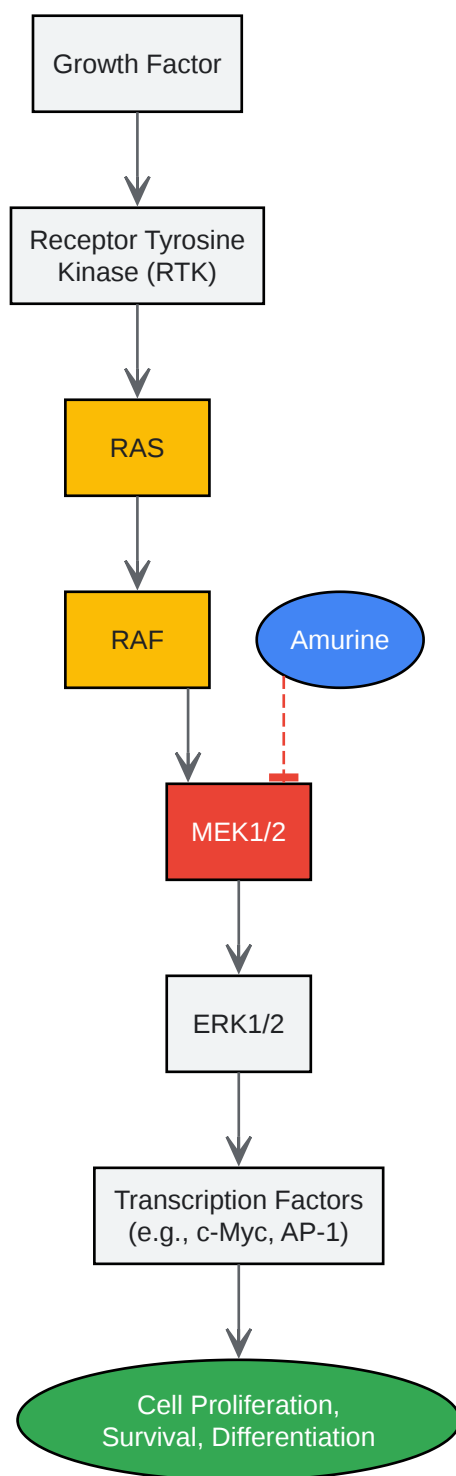 Growth Factor
Receptor Tyrosine
Kinase (RTK)
RAS
RAF
Amurine
MEK1/2
ERK1/2
Transcription Factors
(e.g., c-Myc, AP-1)
Cell Proliferation,
Survival, Differentiation